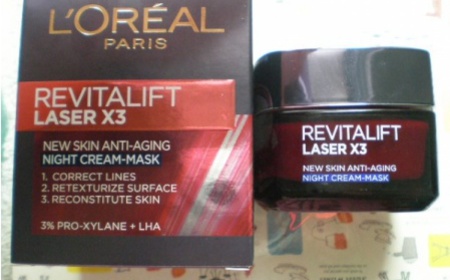 L'ORÉAL
PARIS
REVITALIFT
LASER X3
NEW SKIN ANTI-AGING
NIGHT CREAM-MASK
1. CORRECT LINES
2. RETEXTURIZE SURFACE
3. RECONSTITUTE SKIN
3% PRO-XYLANE + LHA
REVITALIFT
LASER X3
NEW SKIN ANTI-AGING
NIGHT CREAM-MASK